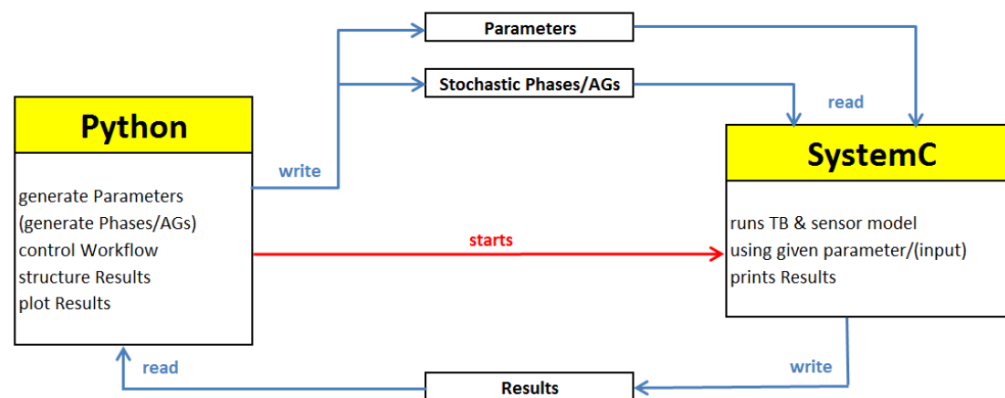 Parameters
Stochastic Phases/AGs
read
Python
write
generate Parameters
(generate Phases/AGs)
control Workflow
structure Results
plot Results
starts
SystemC
runs TB & sensor model
using given parameter/(input)
prints Results
read
write
Results